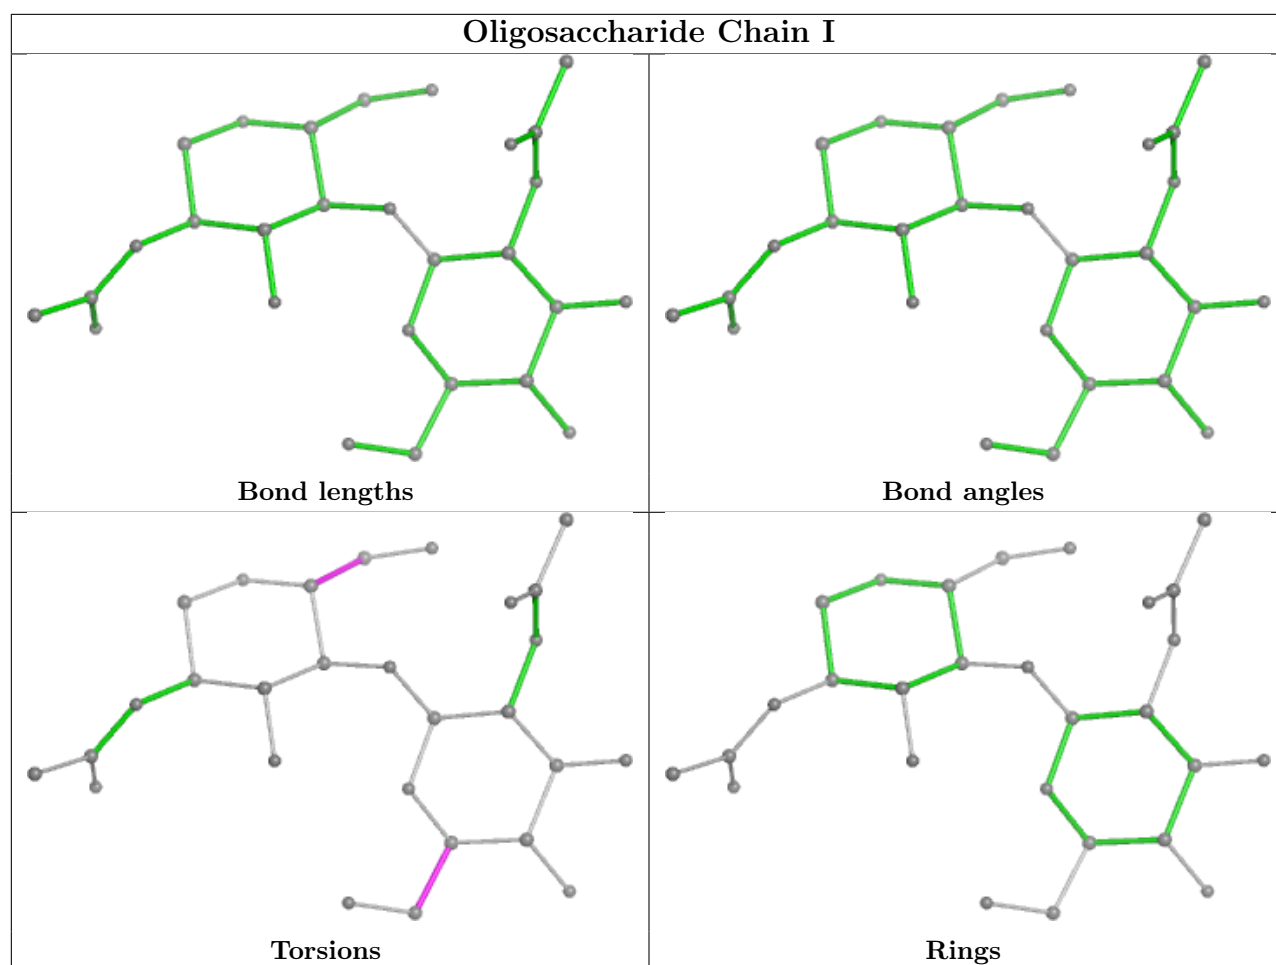 Oligosaccharide Chain I
Bond lengths
Bond angles
Torsions
Rings